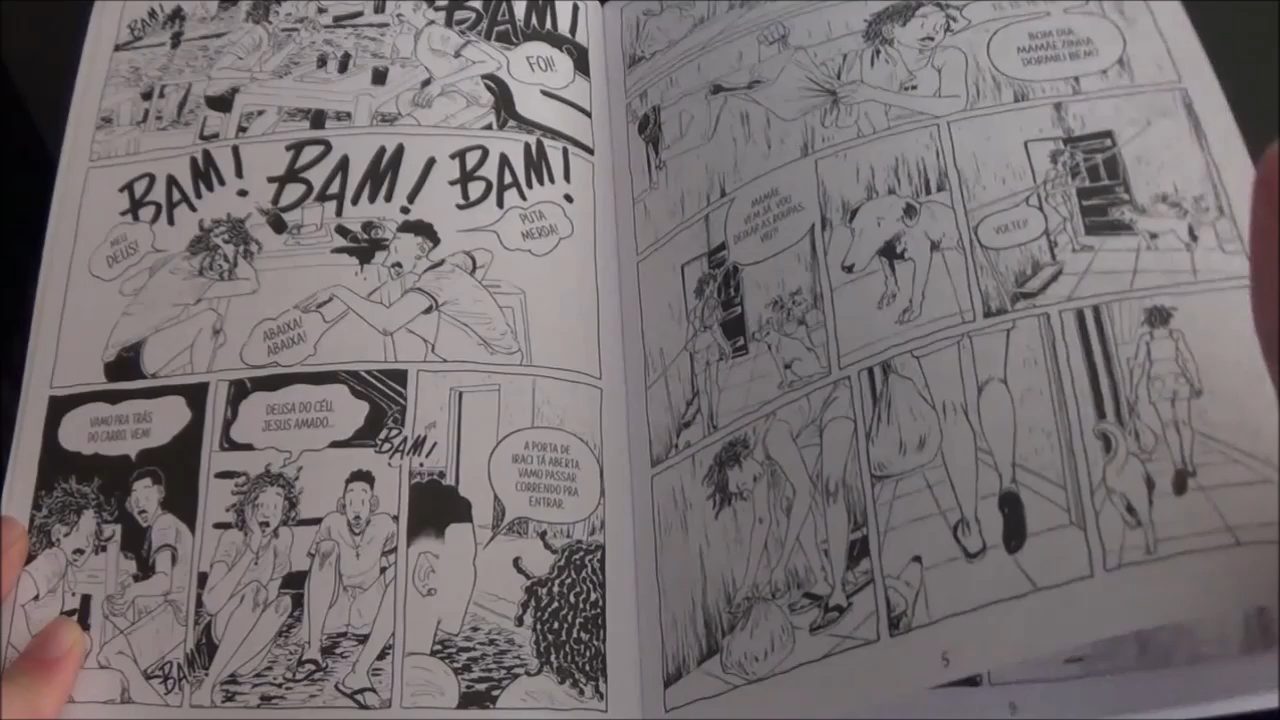 BAM!
BAM!
FOI!
BAM! BAM! BAM!
MEU
DEUS!
PUTA
MERDA!
ABAIXA!
ABAIXA!
VAMO PRA TRÁS
DO CARRO, VEM!
BAM!
DEUSA DO CÉU,
JESUS AMADO...
BAM!
A PORTA DE
IRACI TÁ ABERTA.
VAMO PASSAR
CORRENDO PRA
ENTRAR.
BOM DIA,
MAMÃEZINHA.
DORMIU BEM?
MAMÃE
VEM JÁ. VOU
DEIXAR AS ROUPAS,
VIU?!
VOLTEI!
5
9